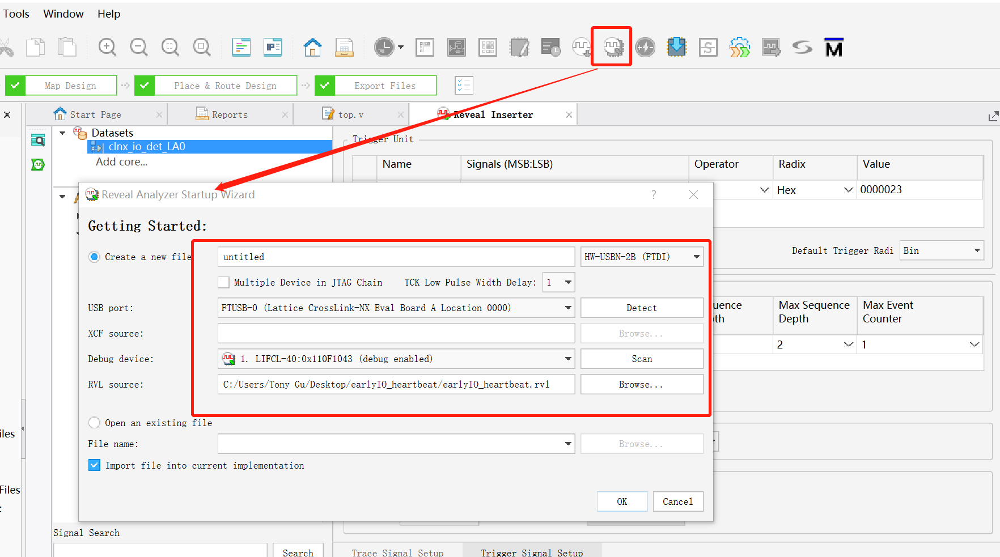 Tools Window Help
IP
S
M
Map Design Place & Route Design Export Files
Start Page Reports top.v Reveal Inserter
Datasets
clnx_io_det_LA0
Add core...
Trigger Unit
Name Signals (MSB:LSB) Operator Radix Value
Hex 0000023
Default Trigger Radi Bin
uence Max Sequence Max Event
th Depth Counter
2 1
Reveal Analyzer Startup Wizard ?
Getting Started:
Create a new file untitled HW-USBN-2B (FTDI)
Multiple Device in JTAG Chain TCK Low Pulse Width Delay: 1
USB port: FTUSB-0 (Lattice CrossLink-NX Eval Board A Location 0000) Detect
XCF source: Browse...
Debug device: 1. LIFCL-40:0x110F1043 (debug enabled) Scan
RVL source: C:/Users/Tony Gu/Desktop/earlyIO_heartbeat/earlyIO_heartbeat.rvl Browse...
Open an existing file
File name: Browse...
Import file into current implementation
OK Cancel
iles
Files
Signal Search
Search
Trace Signal Setup Trigger Signal Setup